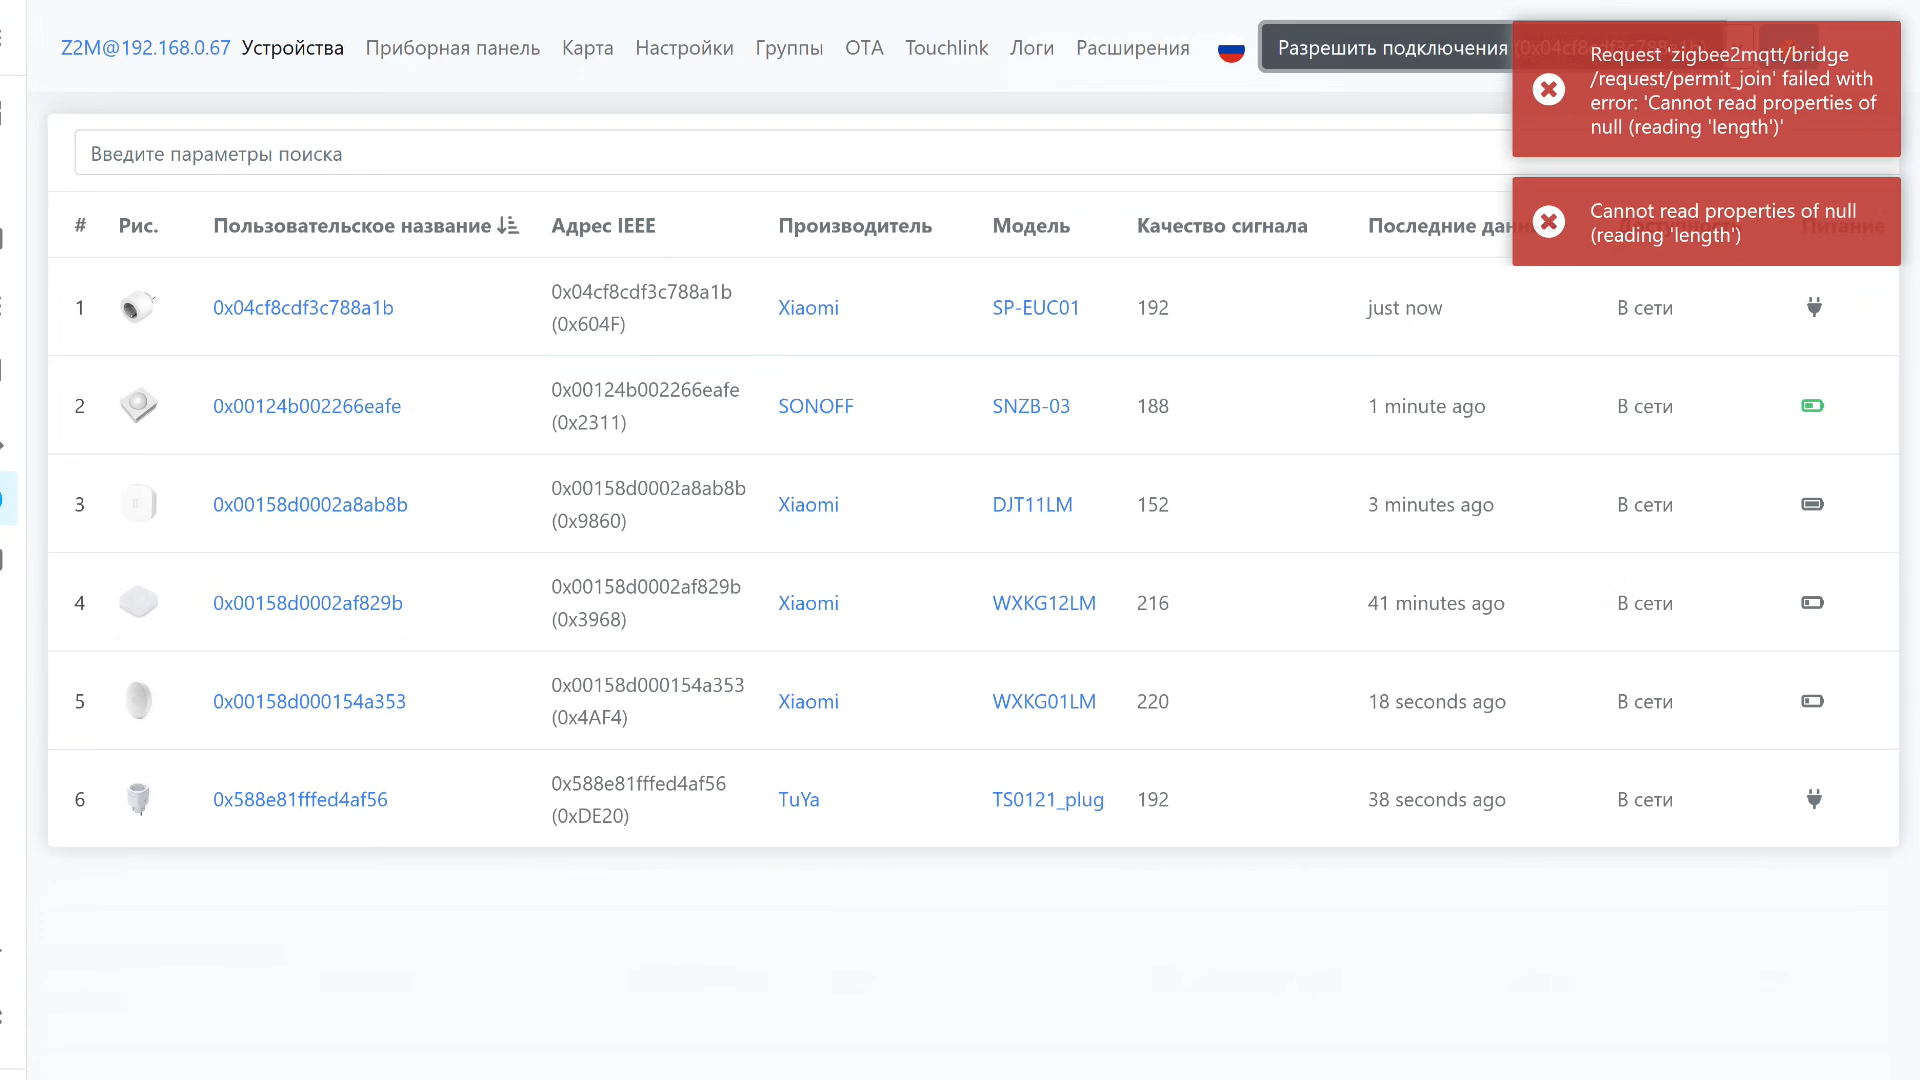 Z2M@192.168.0.67 Устройства Приборная панель Карта Настройки Группы OTA Touchlink Логи Расширения Разрешить подключения (0x04cf8cdf3c788a1b)
Request 'zigbee2mqtt/bridge
/request/permit_join' failed with
error: 'Cannot read properties of
null (reading 'length')'
Введите параметры поиска
Cannot read properties of null
(reading 'length')
# Рис. Пользовательское название Адрес IEEE Производитель Модель Качество сигнала Последние данн Питание
1 0x04cf8cdf3c788a1b 0x04cf8cdf3c788a1b Xiaomi SP-EUC01 192 just now В сети
(0x604F)
2 0x00124b002266eafe 0x00124b002266eafe SONOFF SNZB-03 188 1 minute ago В сети
(0x2311)
3 0x00158d0002a8ab8b 0x00158d0002a8ab8b Xiaomi DJT11LM 152 3 minutes ago В сети
(0x9860)
4 0x00158d0002af829b 0x00158d0002af829b Xiaomi WXKG12LM 216 41 minutes ago В сети
(0x3968)
5 0x00158d000154a353 0x00158d000154a353 Xiaomi WXKG01LM 220 18 seconds ago В сети
(0x4AF4)
6 0x588e81fffed4af56 0x588e81fffed4af56 TuYa TS0121_plug 192 38 seconds ago В сети
(0xDE20)